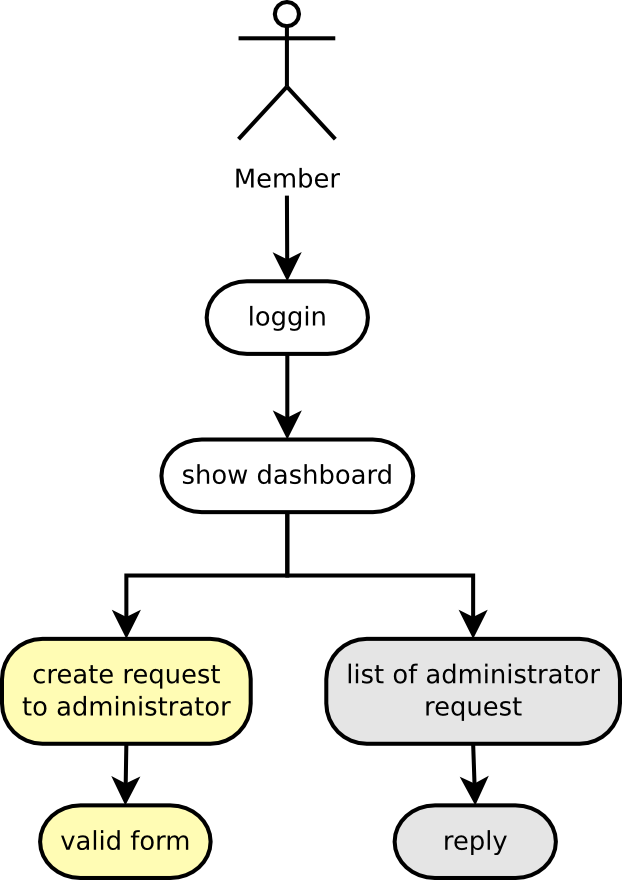 Member
loggin
show dashboard
create request
to administrator
list of administrator
request
valid form
reply